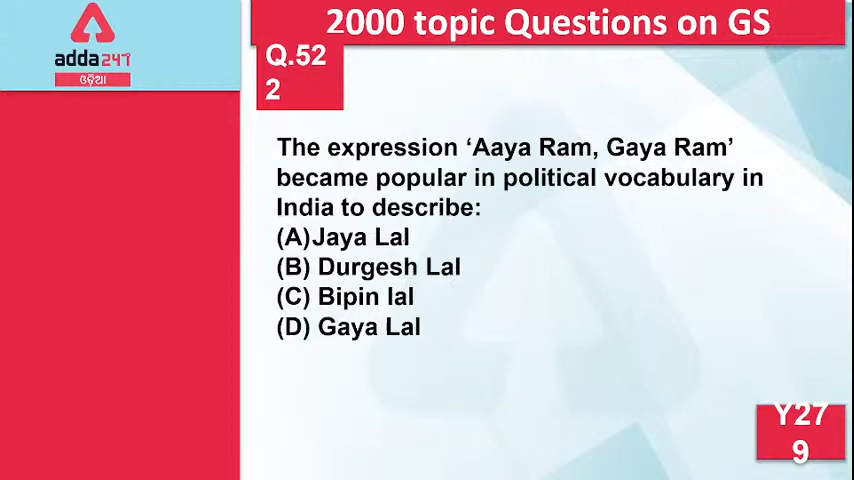 adda247
ଓଡ଼ିଆ
2000 topic Questions on GS
Q.52
2
The expression ‘Aaya Ram, Gaya Ram’
became popular in political vocabulary in
India to describe:
(A)Jaya Lal
(B) Durgesh Lal
(C) Bipin lal
(D) Gaya Lal
Y27
9